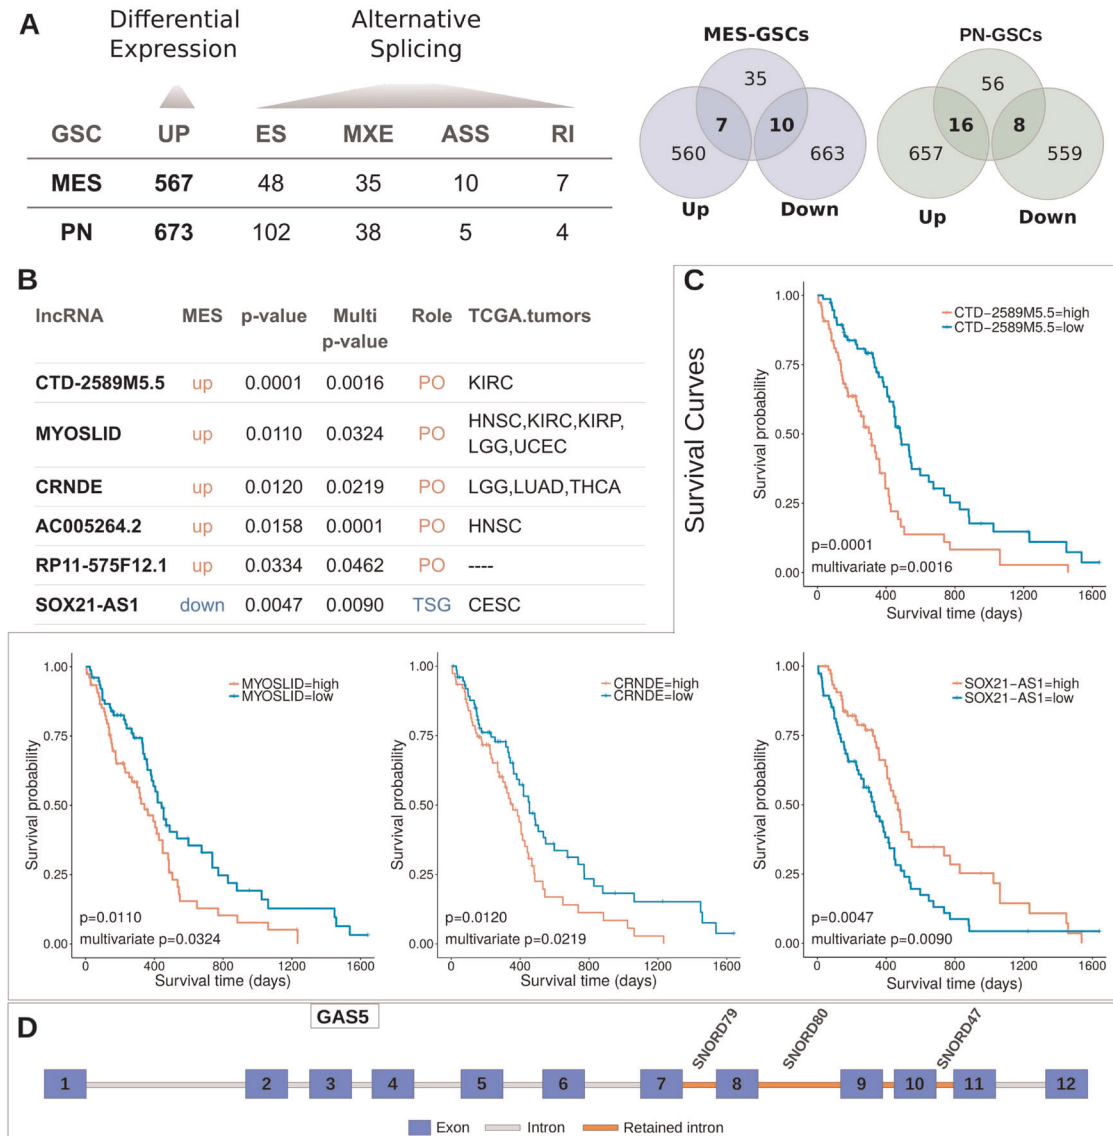 A
Differential Expression
Alternative Splicing
GSC UP ES MXE ASS RI
MES 567 48 35 10 7
PN 673 102 38 5 4
MES-GSCs
35
7 10
560 663
Up Down
PN-GSCs
56
16 8
657 559
Up Down
B
lncRNA MES p-value Multi p-value Role TCGA.tumors
CTD-2589M5.5 up 0.0001 0.0016 PO KIRC
MYOSLID up 0.0110 0.0324 PO HNSC,KIRC,KIRP,
LGG,UCEC
CRNDE up 0.0120 0.0219 PO LGG,LUAD,THCA
AC005264.2 up 0.0158 0.0001 PO HNSC
RP11-575F12.1 up 0.0334 0.0462 PO ----
SOX21-AS1 down 0.0047 0.0090 TSG CESC
C
Survival Curves
Survival probability
1.00
0.75
0.50
0.25
0.00
CTD-2589M5.5=high
CTD-2589M5.5=low
p=0.0001
multivariate p=0.0016
0 400 800 1200 1600
Survival time (days)
Survival probability
1.00
0.75
0.50
0.25
0.00
MYOSLID=high
MYOSLID=low
p=0.0110
multivariate p=0.0324
0 400 800 1200 1600
Survival time (days)
Survival probability
1.00
0.75
0.50
0.25
0.00
CRNDE=high
CRNDE=low
p=0.0120
multivariate p=0.0219
0 400 800 1200 1600
Survival time (days)
Survival probability
1.00
0.75
0.50
0.25
0.00
SOX21-AS1=high
SOX21-AS1=low
p=0.0047
multivariate p=0.0090
0 400 800 1200 1600
Survival time (days)
D
GAS5
SNORD79 SNORD80 SNORD47
1 2 3 4 5 6 7 8 9 10 11 12
Exon Intron Retained intron